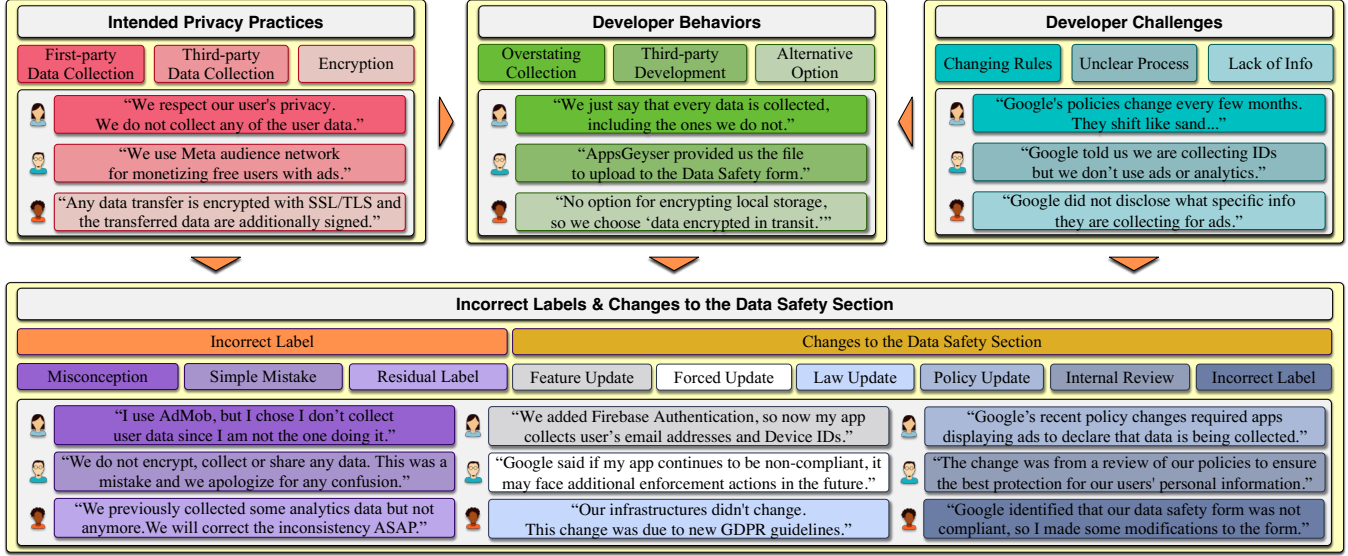 Intended Privacy Practices
First-party
Data Collection
Third-party
Data Collection
Encryption
“We respect our user's privacy.
We do not collect any of the user data.”
“We use Meta audience network
for monetizing free users with ads.”
“Any data transfer is encrypted with SSL/TLS and
the transferred data are additionally signed.”
Developer Behaviors
Overstating
Collection
Third-party
Development
Alternative
Option
“We just say that every data is collected,
including the ones we do not.”
“AppsGeyser provided us the file
to upload to the Data Safety form.”
“No option for encrypting local storage,
so we choose ‘data encrypted in transit.’”
Developer Challenges
Changing Rules
Unclear Process
Lack of Info
“Google's policies change every few months.
They shift like sand...”
“Google told us we are collecting IDs
but we don’t use ads or analytics.”
“Google did not disclose what specific info
they are collecting for ads.”
Incorrect Labels & Changes to the Data Safety Section
Incorrect Label
Changes to the Data Safety Section
Misconception
Simple Mistake
Residual Label
Feature Update
Forced Update
Law Update
Policy Update
Internal Review
Incorrect Label
“I use AdMob, but I chose I don’t collect
user data since I am not the one doing it.”
“We do not encrypt, collect or share any data. This was a
mistake and we apologize for any confusion.”
“We previously collected some analytics data but not
anymore.We will correct the inconsistency ASAP.”
“We added Firebase Authentication, so now my app
collects user’s email addresses and Device IDs.”
“Google said if my app continues to be non-compliant, it
may face additional enforcement actions in the future.”
“Our infrastructures didn't change.
This change was due to new GDPR guidelines.”
“Google’s recent policy changes required apps
displaying ads to declare that data is being collected.”
“The change was from a review of our policies to ensure
the best protection for our users' personal information.”
“Google identified that our data safety form was not
compliant, so I made some modifications to the form.”